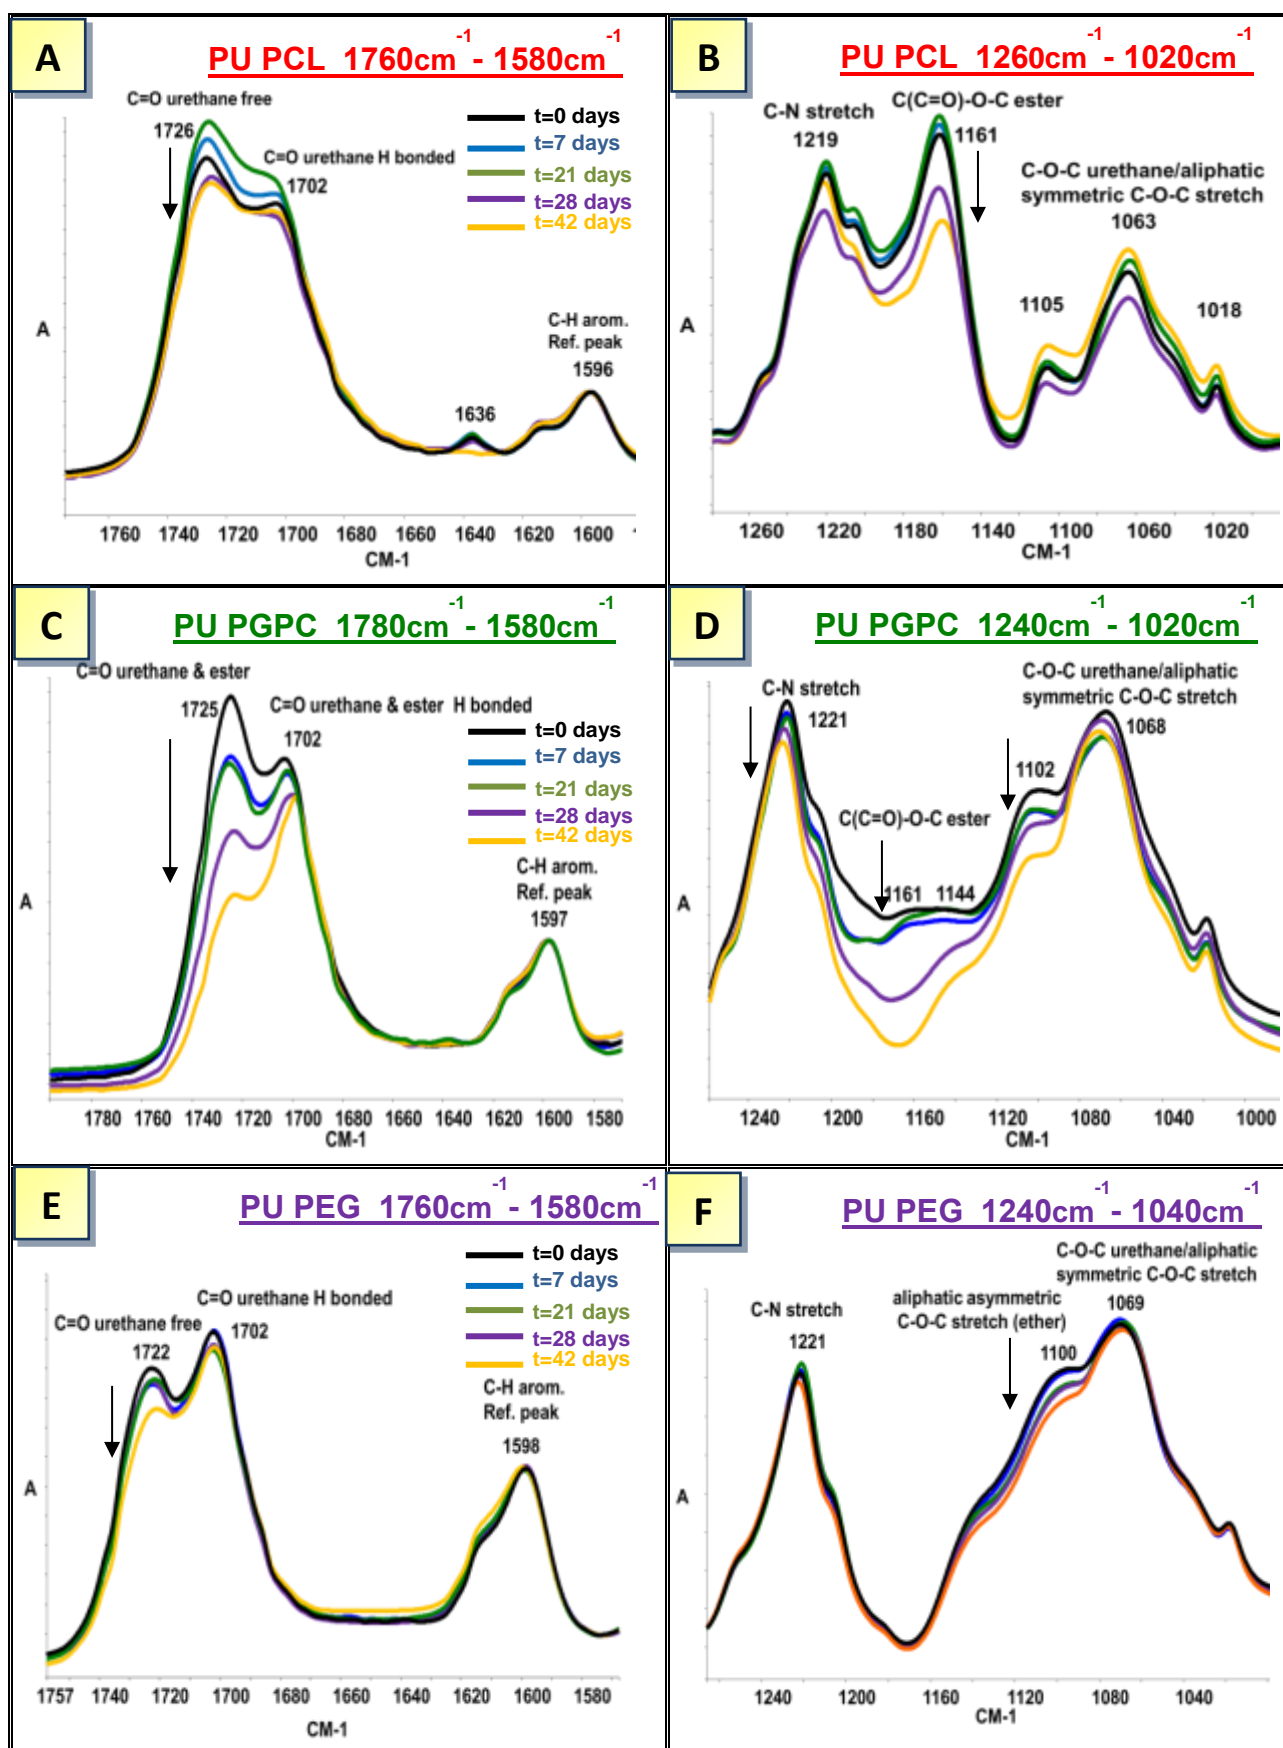 A
PU PCL 1760cm-1 - 1580cm-1
C=O urethane free
1726
C=O urethane H bonded
1702
t=0 days
t=7 days
t=21 days
t=28 days
t=42 days
C-H arom.
Ref. peak
1596
1636
A
1760 1740 1720 1700 1680 1660 1640 1620 1600
CM-1
B
PU PCL 1260cm-1 - 1020cm-1
C-N stretch
1219
C(C=O)-O-C ester
1161
C-O-C urethane/aliphatic
symmetric C-O-C stretch
1063
1105
1018
A
1260 1220 1180 1140 1100 1060 1020
CM-1
C
PU PGPC 1780cm-1 - 1580cm-1
C=O urethane & ester
1725
C=O urethane & ester H bonded
1702
t=0 days
t=7 days
t=21 days
t=28 days
t=42 days
C-H arom.
Ref. peak
1597
A
1780 1760 1740 1720 1700 1680 1660 1640 1620 1600 1580
CM-1
D
PU PGPC 1240cm-1 - 1020cm-1
C-N stretch
1221
C-O-C urethane/aliphatic
symmetric C-O-C stretch
1068
1102
C(C=O)-O-C ester
1161 1144
A
1240 1200 1160 1120 1080 1040 1000
CM-1
E
PU PEG 1760cm-1 - 1580cm-1
t=0 days
t=7 days
t=21 days
t=28 days
t=42 days
C=O urethane H bonded
C=O urethane free
1702
1722
C-H arom.
Ref. peak
1598
A
1757 1740 1720 1700 1680 1660 1640 1620 1600 1580
CM-1
F
PU PEG 1240cm-1 - 1040cm-1
C-O-C urethane/aliphatic
symmetric C-O-C stretch
1069
aliphatic asymmetric
C-O-C stretch (ether)
1100
C-N stretch
1221
A
1240 1200 1160 1120 1080 1040
CM-1